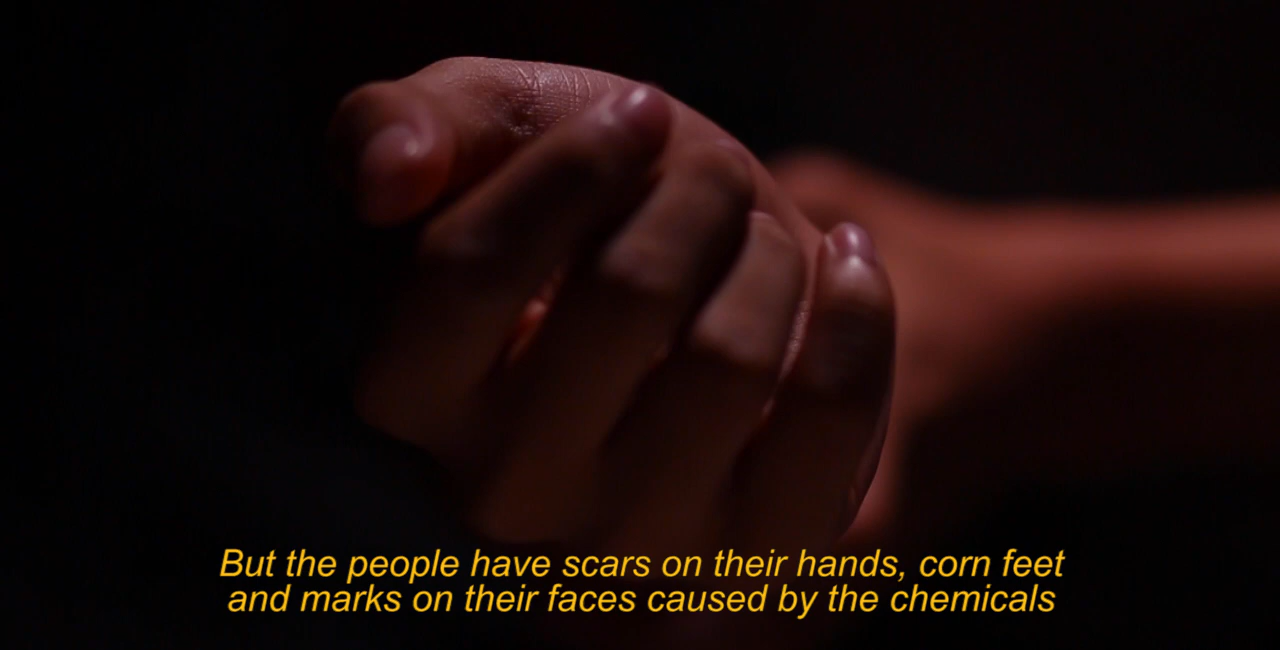 But the people have scars on their hands, corn feet
and marks on their faces caused by the chemicals